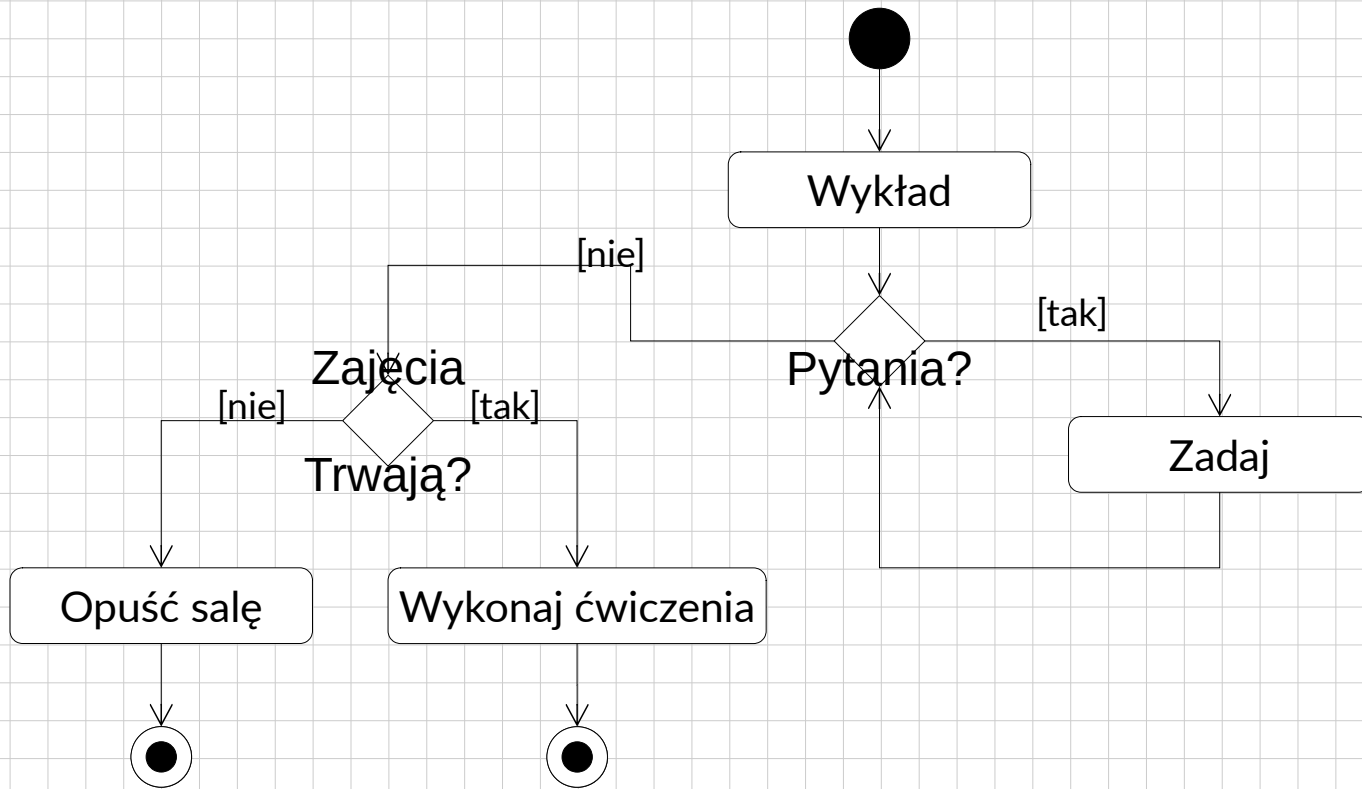 Wykład
[nie]
[tak]
Zajęcia
Pytania?
[nie]
[tak]
Zadaj
Trwają?
Opuść salę
Wykonaj ćwiczenia